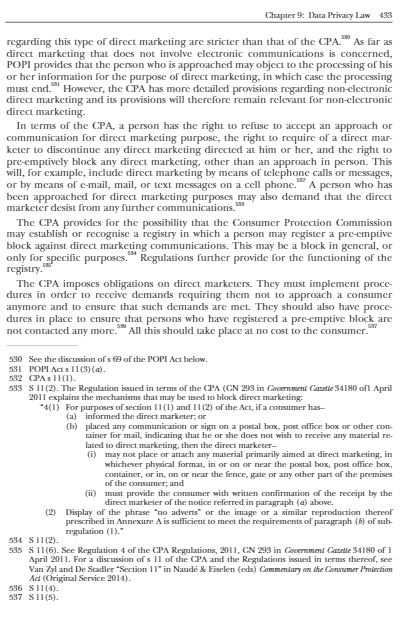 Chapter 9: Data Privacy Law 433
regarding this type of direct marketing are stricter than that of the CPA.530 As far as
direct marketing that does not involve electronic communications is concerned,
POPI provides that the person who is approached may object to the processing of his
or her information for the purpose of direct marketing, in which case the processing
must end.531 However, the CPA has more detailed provisions regarding non-electronic
direct marketing and its provisions will therefore remain relevant for non-electronic
direct marketing.
In terms of the CPA, a person has the right to refuse to accept an approach or
communication for direct marketing purpose, the right to require of a direct mar-
keter to discontinue any direct marketing directed at him or her, and the right to
pre-emptively block any direct marketing, other than an approach in person. This
will, for example, include direct marketing by means of telephone calls or messages,
or by means of e-mail, mail, or text messages on a cell phone.532 A person who has
been approached for direct marketing purposes may also demand that the direct
marketer desist from any further communications.533
The CPA provides for the possibility that the Consumer Protection Commission
may establish or recognise a registry in which a person may register a pre-emptive
block against direct marketing communications. This may be a block in general, or
only for specific purposes.534 Regulations further provide for the functioning of the
registry.535
The CPA imposes obligations on direct marketers. They must implement proce-
dures in order to receive demands requiring them not to approach a consumer
anymore and to ensure that such demands are met. They should also have proce-
dures in place to ensure that persons who have registered a pre-emptive block are
not contacted any more.536 All this should take place at no cost to the consumer.537
530 See the discussion of s 69 of the POPI Act below.
531 POPI Act s 11(3)(a).
532 CPA s 11(1).
533 S 11(2). The Regulation issued in terms of the CPA (GN 293 in Government Gazette 34180 of1 April
2011 explains the mechanisms that may be used to block direct marketing:
"4(1) For purposes of section 11(1) and 11(2) of the Act, if a consumer has–
(a) informed the direct marketer; or
(b) placed any communication or sign on a postal box, post office box or other con-
tainer for mail, indicating that he or she does not wish to receive any material re-
lated to direct marketing, then the direct marketer–
(i) may not place or attach any material primarily aimed at direct marketing, in
whichever physical format, in or on or near the postal box, post office box,
container, or in, on or near the fence, gate or any other part of the premises
of the consumer; and
(ii) must provide the consumer with written confirmation of the receipt by the
direct marketer of the notice referred in paragraph (a) above.
(2) Display of the phrase "no adverts" or the image or a similar reproduction thereof
prescribed in Annexure A is sufficient to meet the requirements of paragraph (b) of sub-
regulation (1)."
534 S 11(2).
535 S 11(6). See Regulation 4 of the CPA Regulations, 2011, GN 293 in Government Gazette 34180 of 1
April 2011. For a discussion of s 11 of the CPA and the Regulations issued in terms thereof, see
Van Zyl and De Stadler "Section 11" in Naudé & Eiselen (eds) Commentary on the Consumer Protection
Act (Original Service 2014).
536 S 11(4).
537 S 11(5).